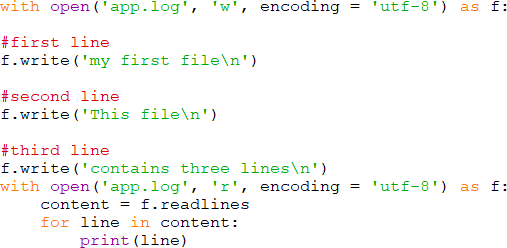 with open('app.log', 'w', encoding = 'utf-8') as f:
#first line
f.write('my first file\n')
#second line
f.write('This file\n')
#third line
f.write('contains three lines\n')
with open('app.log', 'r', encoding = 'utf-8') as f:
    content = f.readlines
    for line in content:
        print(line)